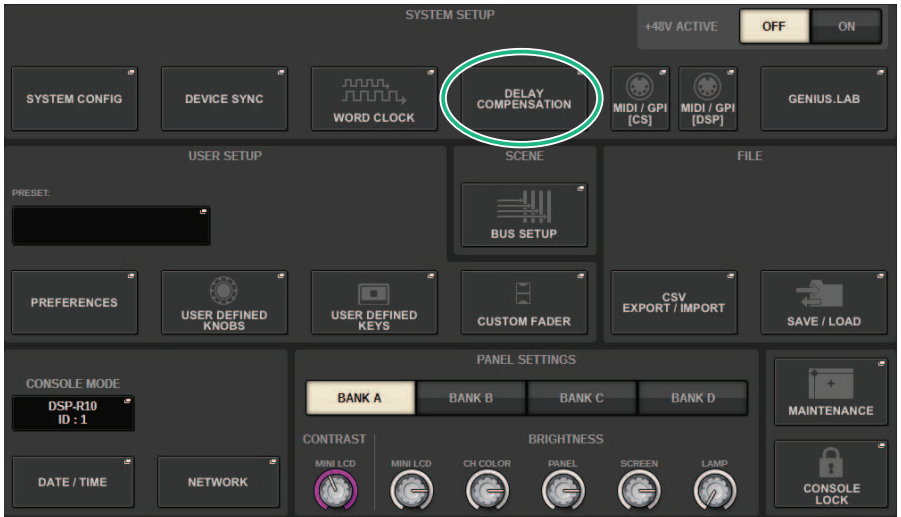 SYSTEM SETUP
+48V ACTIVE
OFF
ON
SYSTEM CONFIG
DEVICE SYNC
WORD CLOCK
DELAY
COMPENSATION
MIDI / GPI
[CS]
MIDI / GPI
[DSP]
GENIUS.LAB
USER SETUP
SCENE
FILE
PRESET:
BUS SETUP
PREFERENCES
USER DEFINED
KNOBS
USER DEFINED
KEYS
CUSTOM FADER
CSV
EXPORT / IMPORT
SAVE / LOAD
CONSOLE MODE
DSP-R10
ID : 1
PANEL SETTINGS
BANK A
BANK B
BANK C
BANK D
MAINTENANCE
CONTRAST
BRIGHTNESS
MINI LCD
MINI LCD
CH COLOR
PANEL
SCREEN
LAMP
DATE / TIME
NETWORK
CONSOLE
LOCK